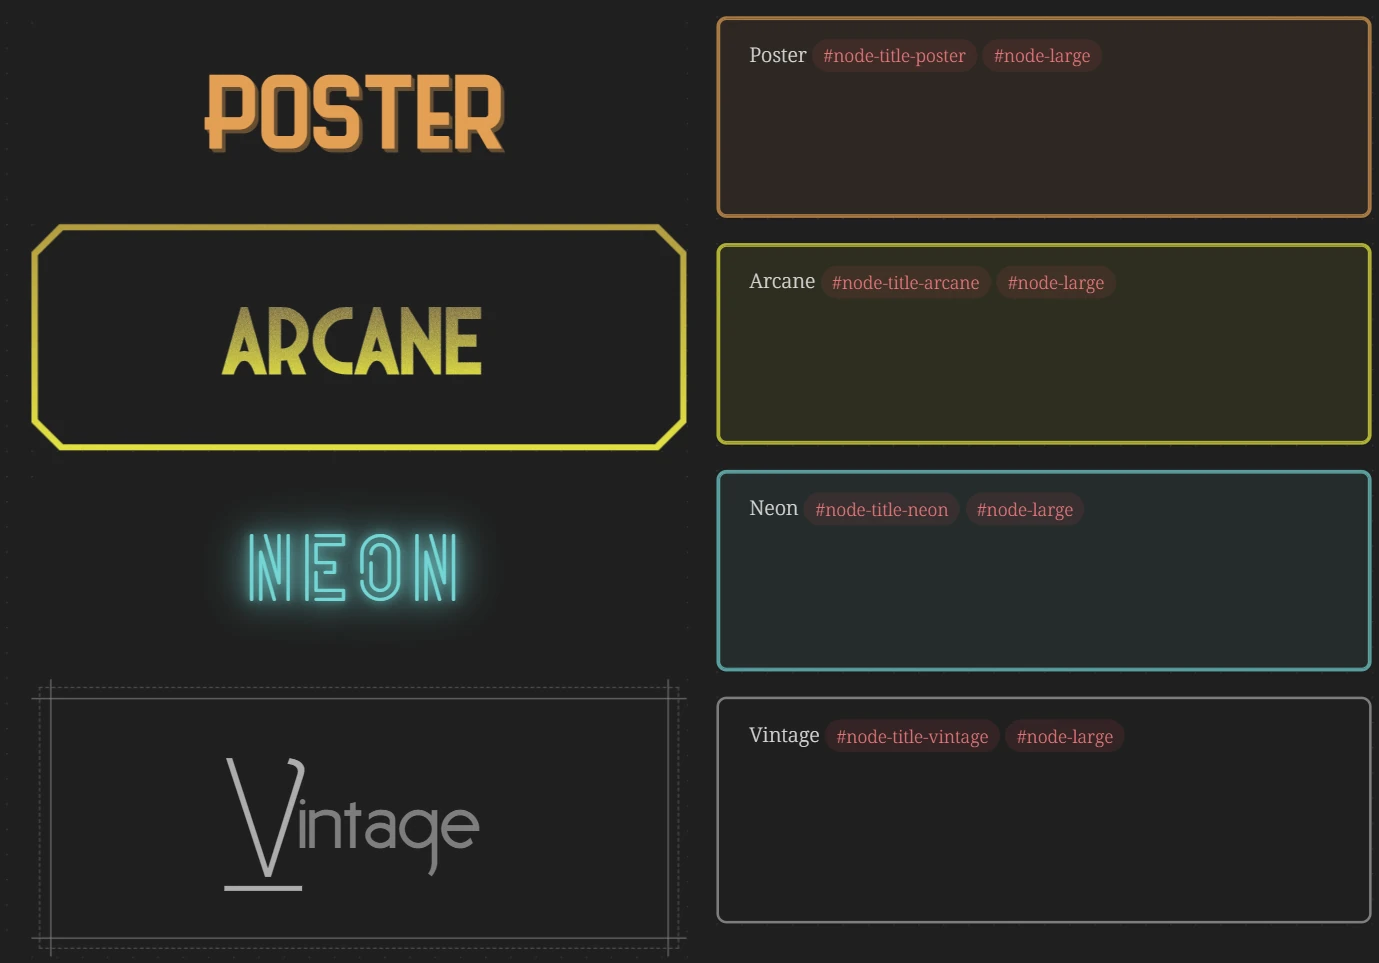 POSTER
Poster #node-title-poster #node-large
ARCANE
Arcane #node-title-arcane #node-large
NEON
Neon #node-title-neon #node-large
Vintage
Vintage #node-title-vintage #node-large